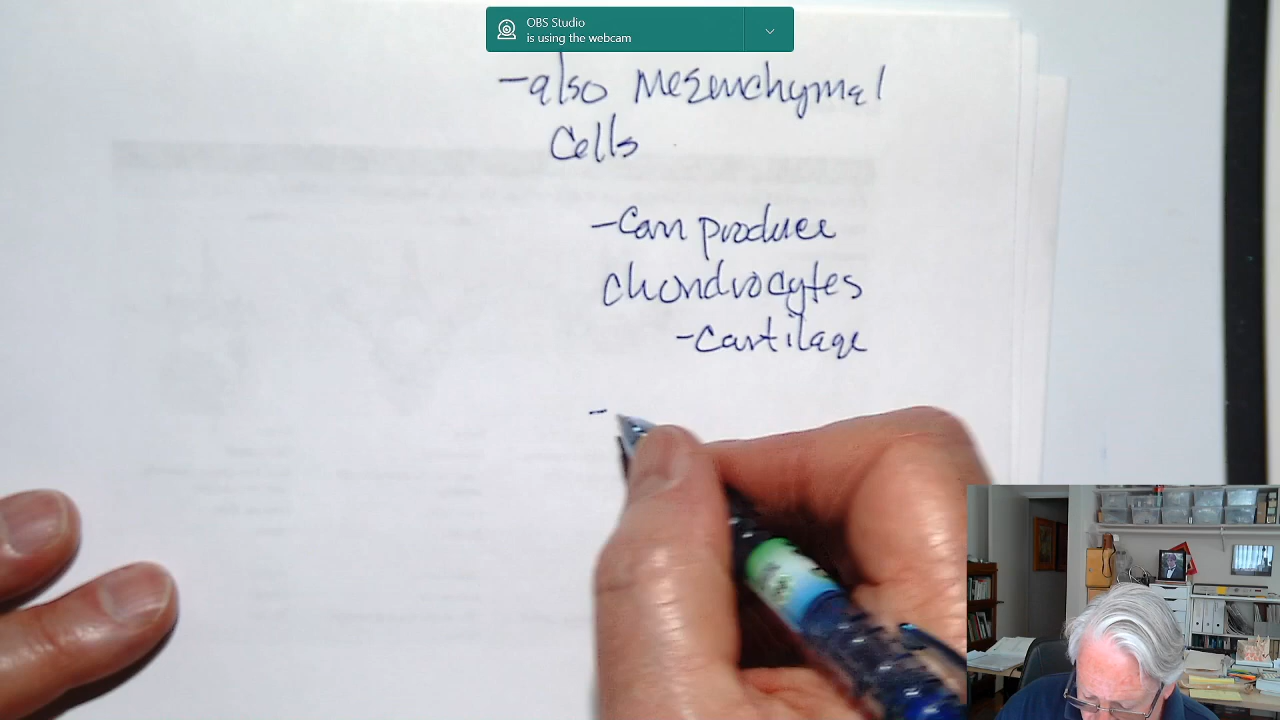 OBS Studio
is using the webcam
-also Mesenchymal
Cells
-Can produce
chondrocytes
-Cartilage
-